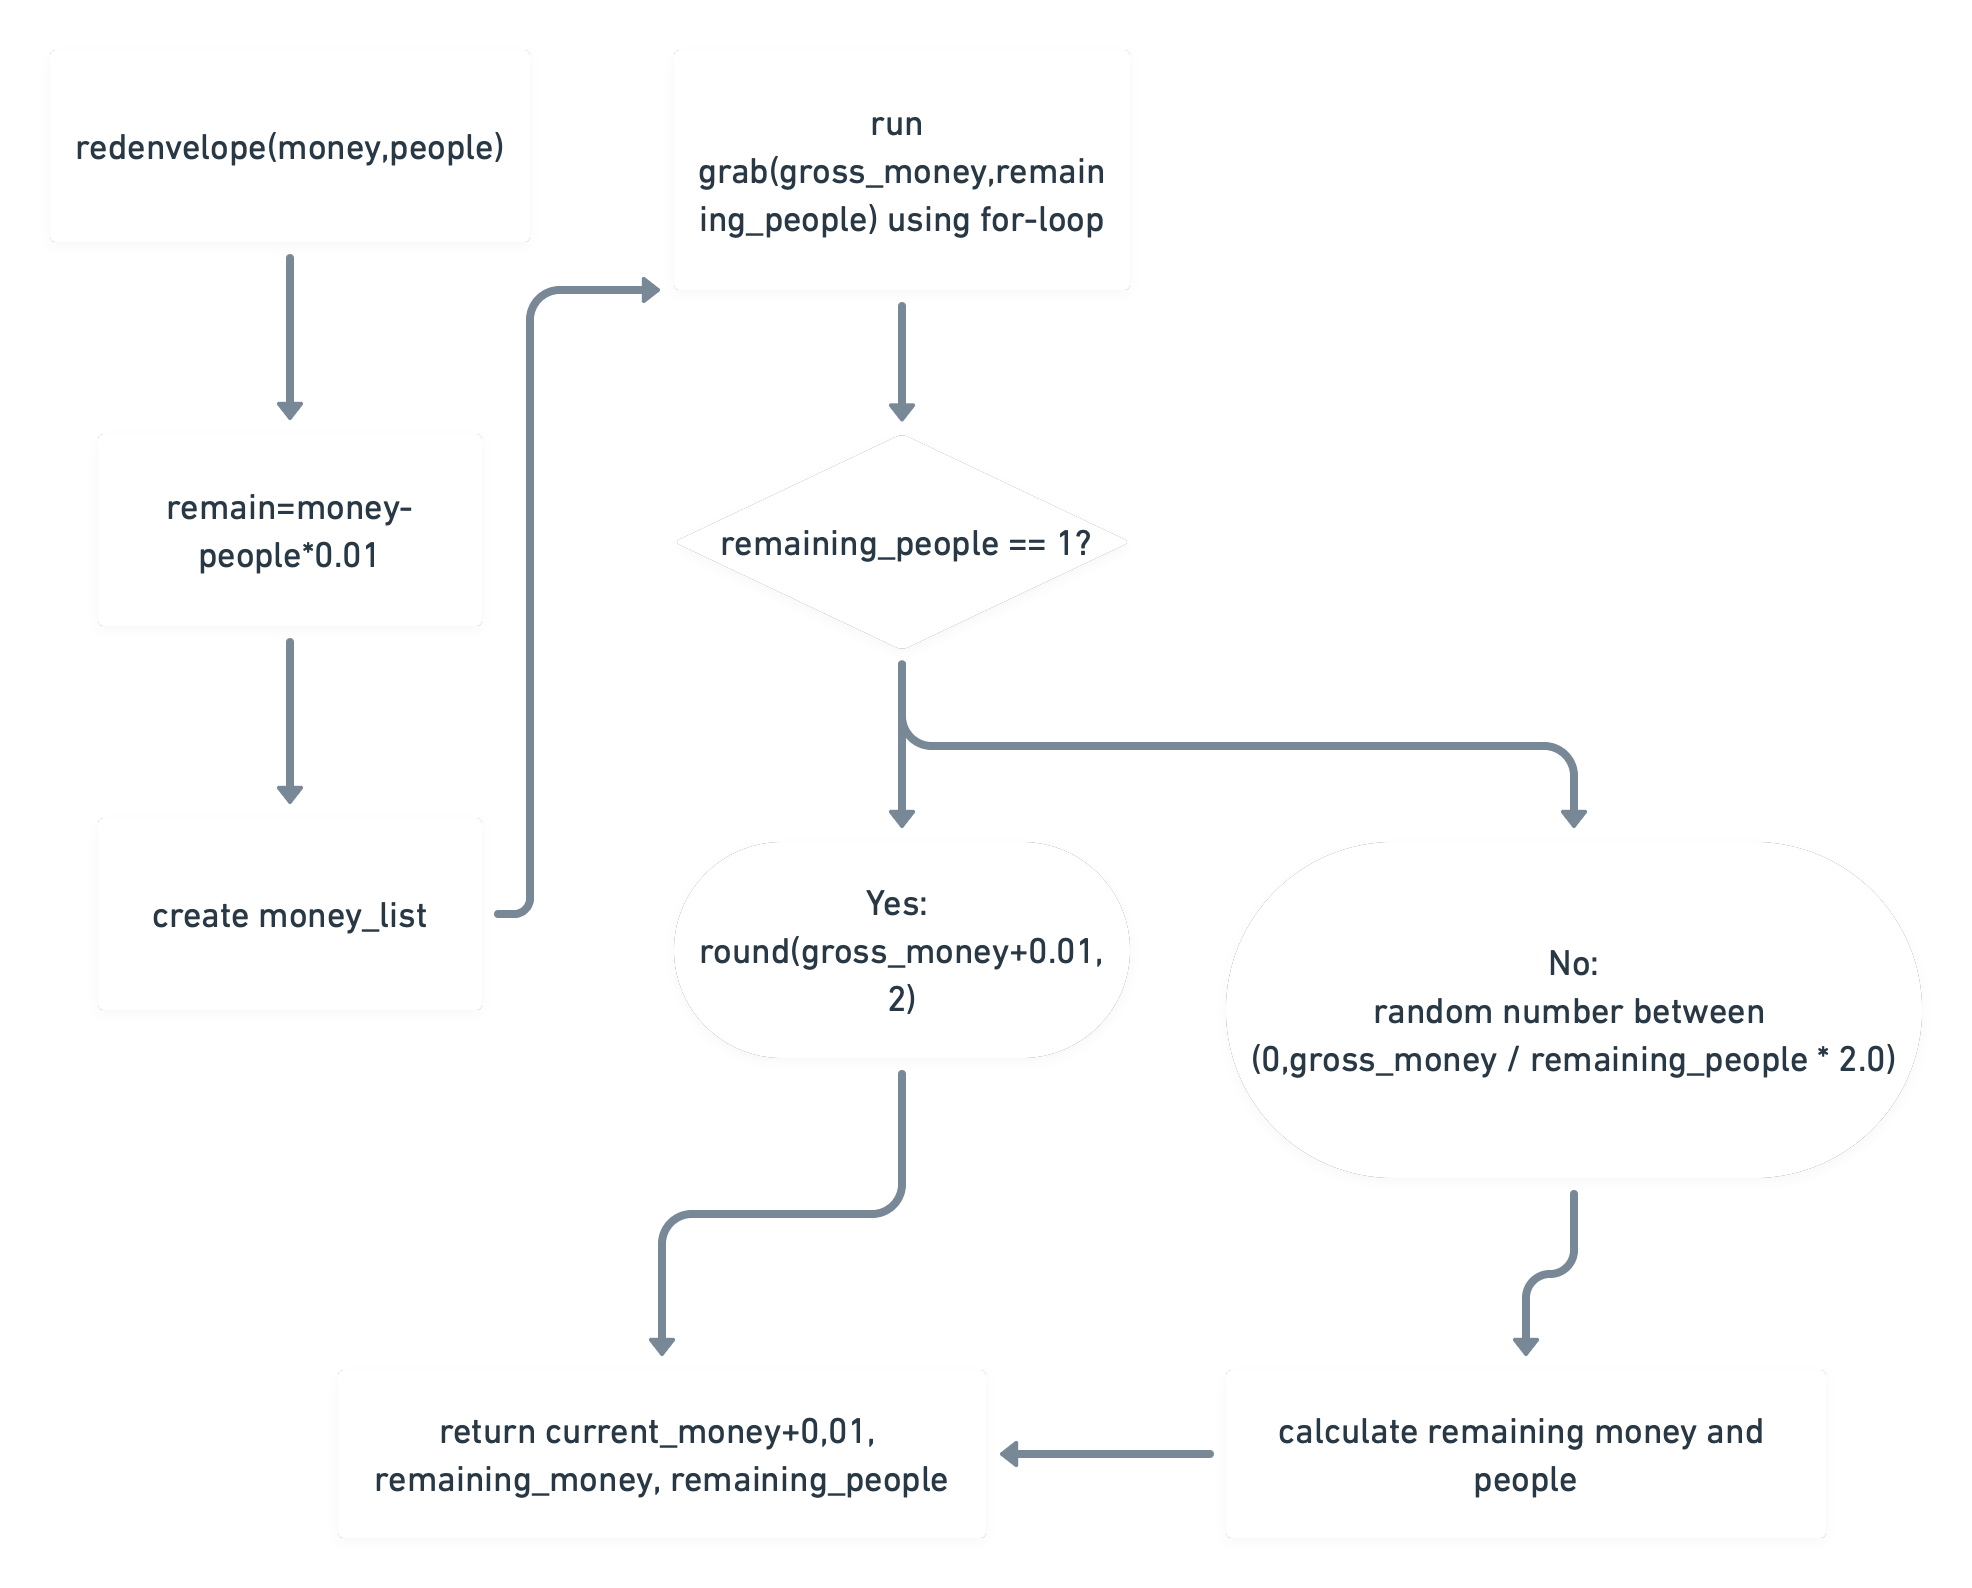 redenvelope(money,people)
remain=money-
people*0.01
create money_list
run
grab(gross_money,remain
ing_people) using for-loop
remaining_people == 1?
Yes:
round(gross_money+0.01,
2)
No:
random number between
(0,gross_money / remaining_people * 2.0)
calculate remaining money and
people
return current_money+0,01,
remaining_money, remaining_people